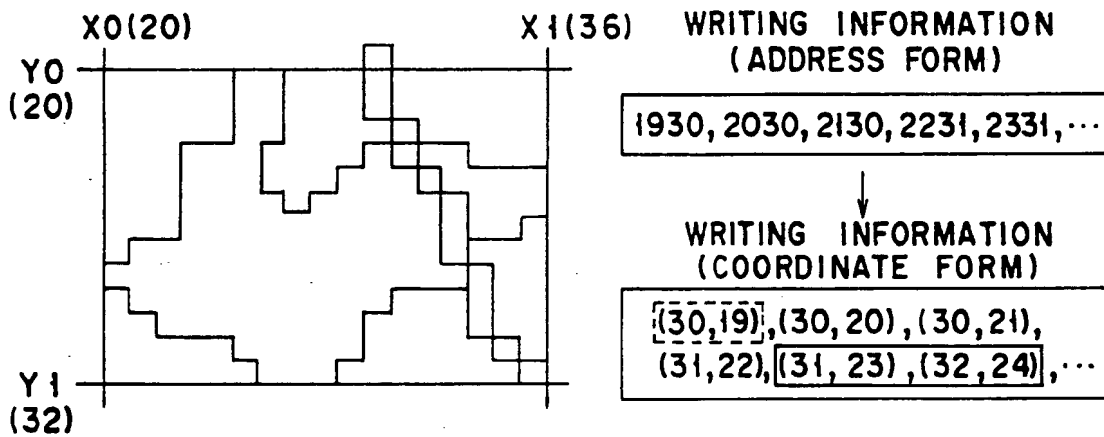 X0(20)
X1(36)
Y0
(20)
Y1
(32)
WRITING INFORMATION
(ADDRESS FORM)
1930, 2030, 2130, 2231, 2331, ···
WRITING INFORMATION
(COORDINATE FORM)
(30,19), (30,20), (30,21),
(31,22), (31,23), (32,24), ···